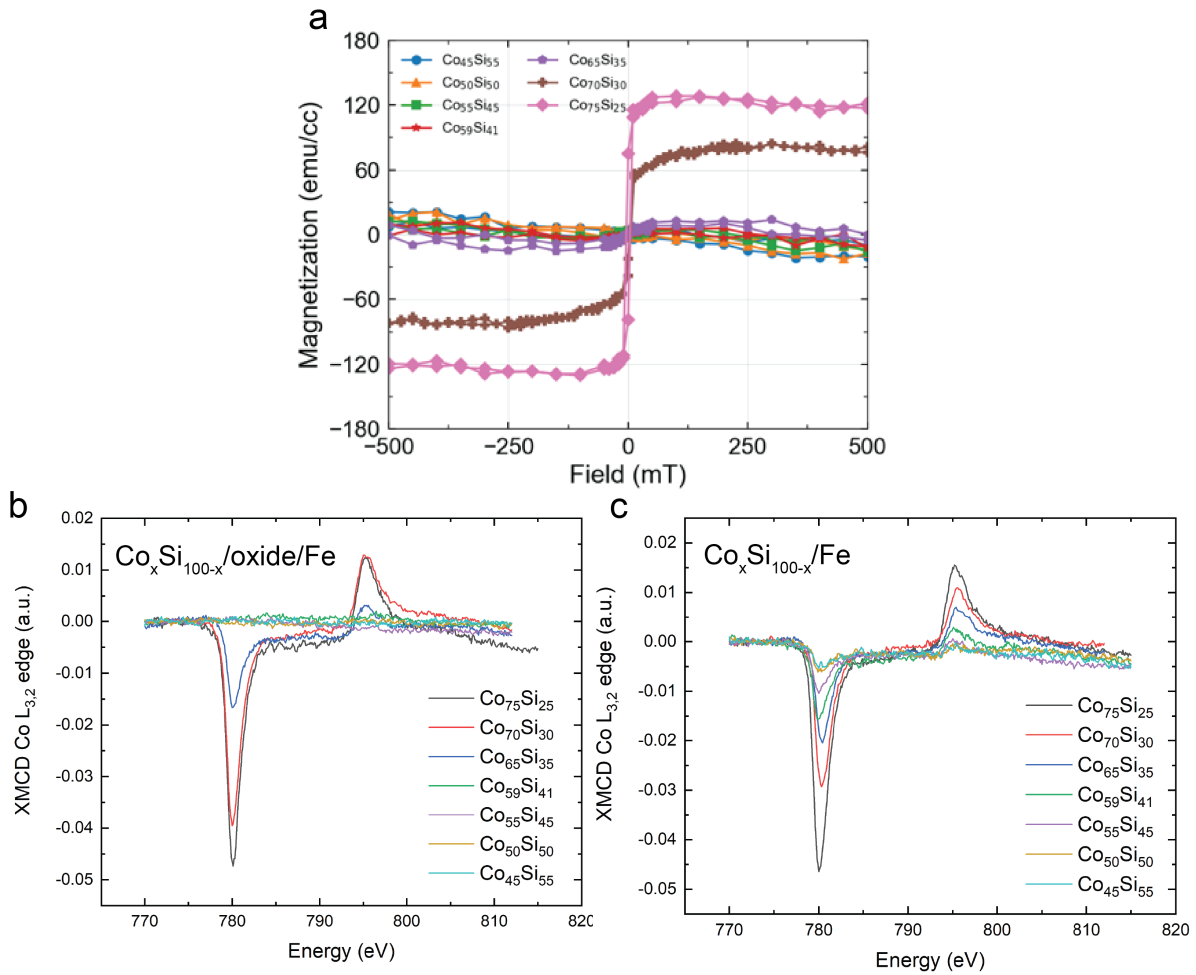 a
180
120
60
0
−60
−120
−180
Magnetization (emu/cc)
Co45Si55
Co50Si50
Co55Si45
Co59Si41
Co65Si35
Co70Si30
Co75Si25
−500 −250 0 250 500
Field (mT)
b
0.02
0.01
0.00
-0.01
-0.02
-0.03
-0.04
-0.05
XMCD Co L3,2 edge (a.u.)
CoxSi100-x/oxide/Fe
Co75Si25
Co70Si30
Co65Si35
Co59Si41
Co55Si45
Co50Si50
Co45Si55
770 780 790 800 810 820
Energy (eV)
c
0.02
0.01
0.00
-0.01
-0.02
-0.03
-0.04
-0.05
XMCD Co L3,2 edge (a.u.)
CoxSi100-x/Fe
Co75Si25
Co70Si30
Co65Si35
Co59Si41
Co55Si45
Co50Si50
Co45Si55
770 780 790 800 810 820
Energy (eV)